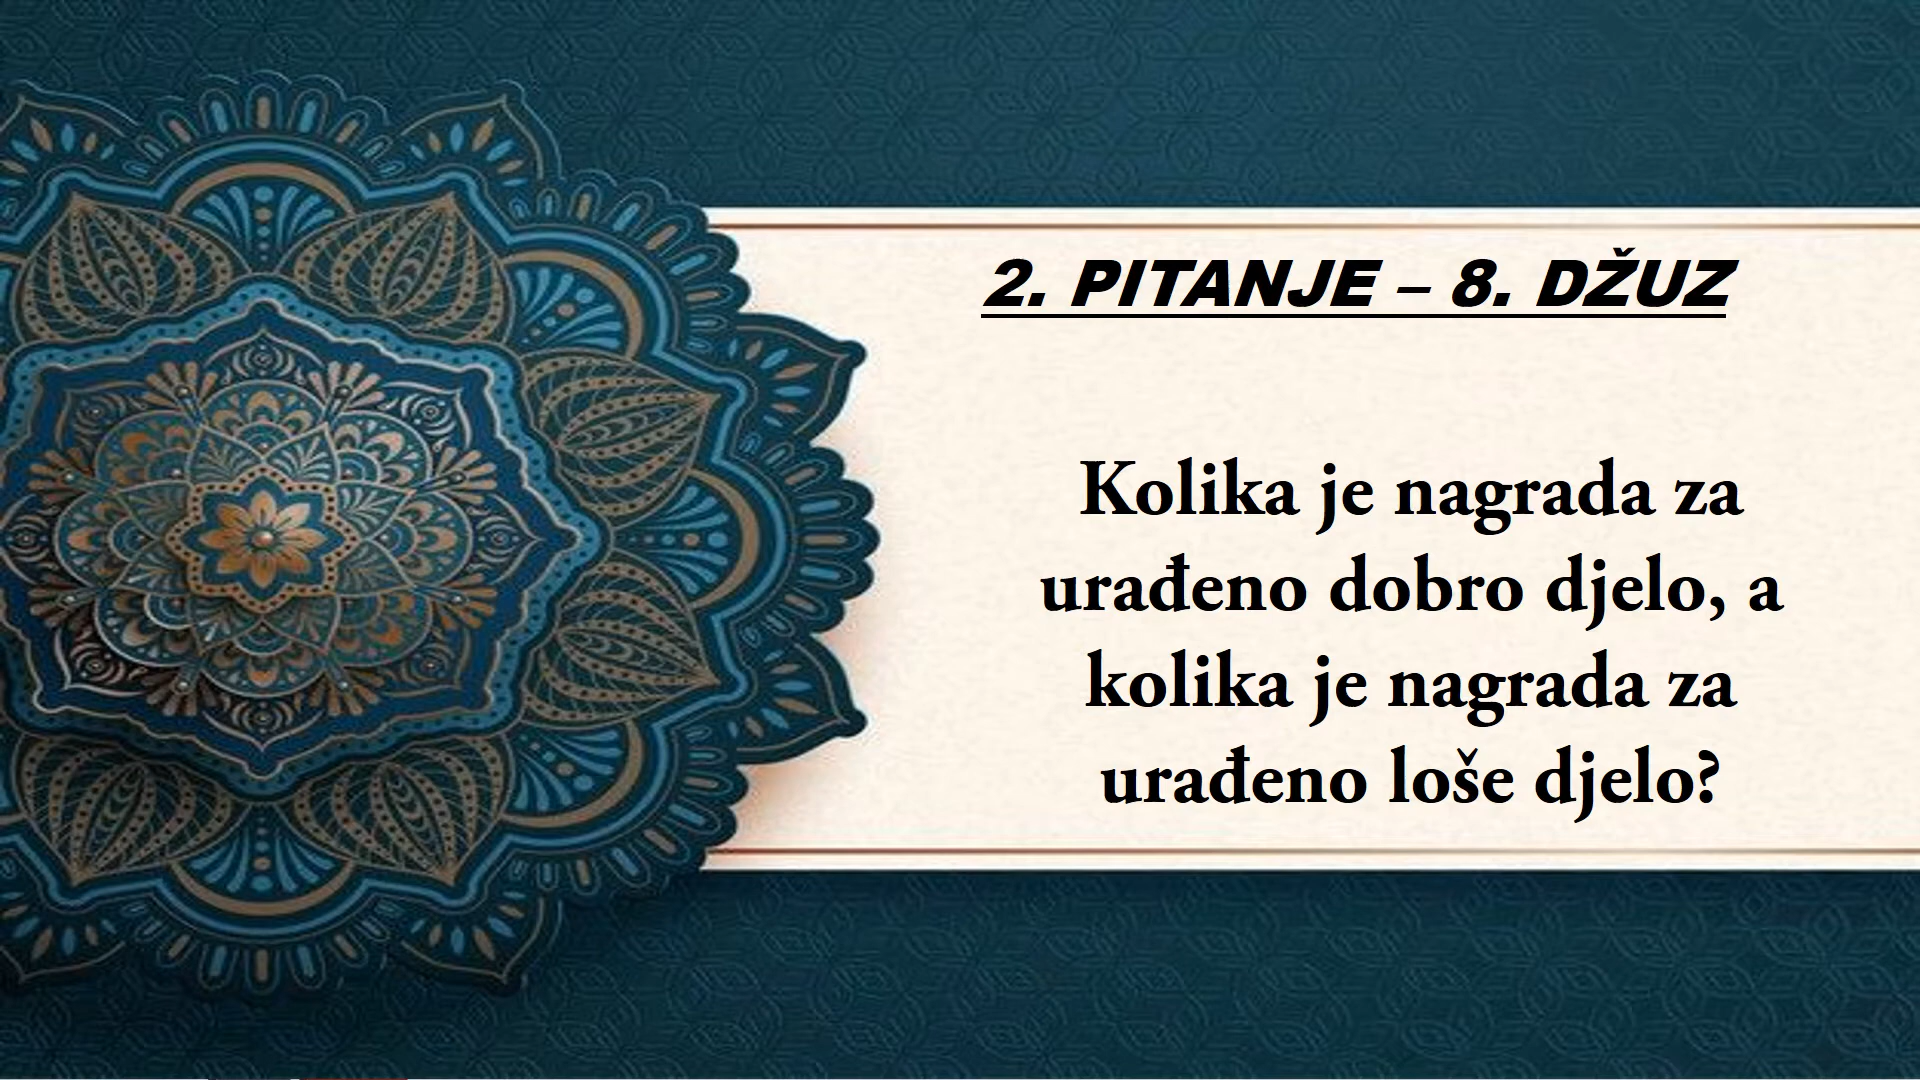 2. PITANJE – 8. DŽUZ
Kolika je nagrada za
urađeno dobro djelo, a
kolika je nagrada za
urađeno loše djelo?